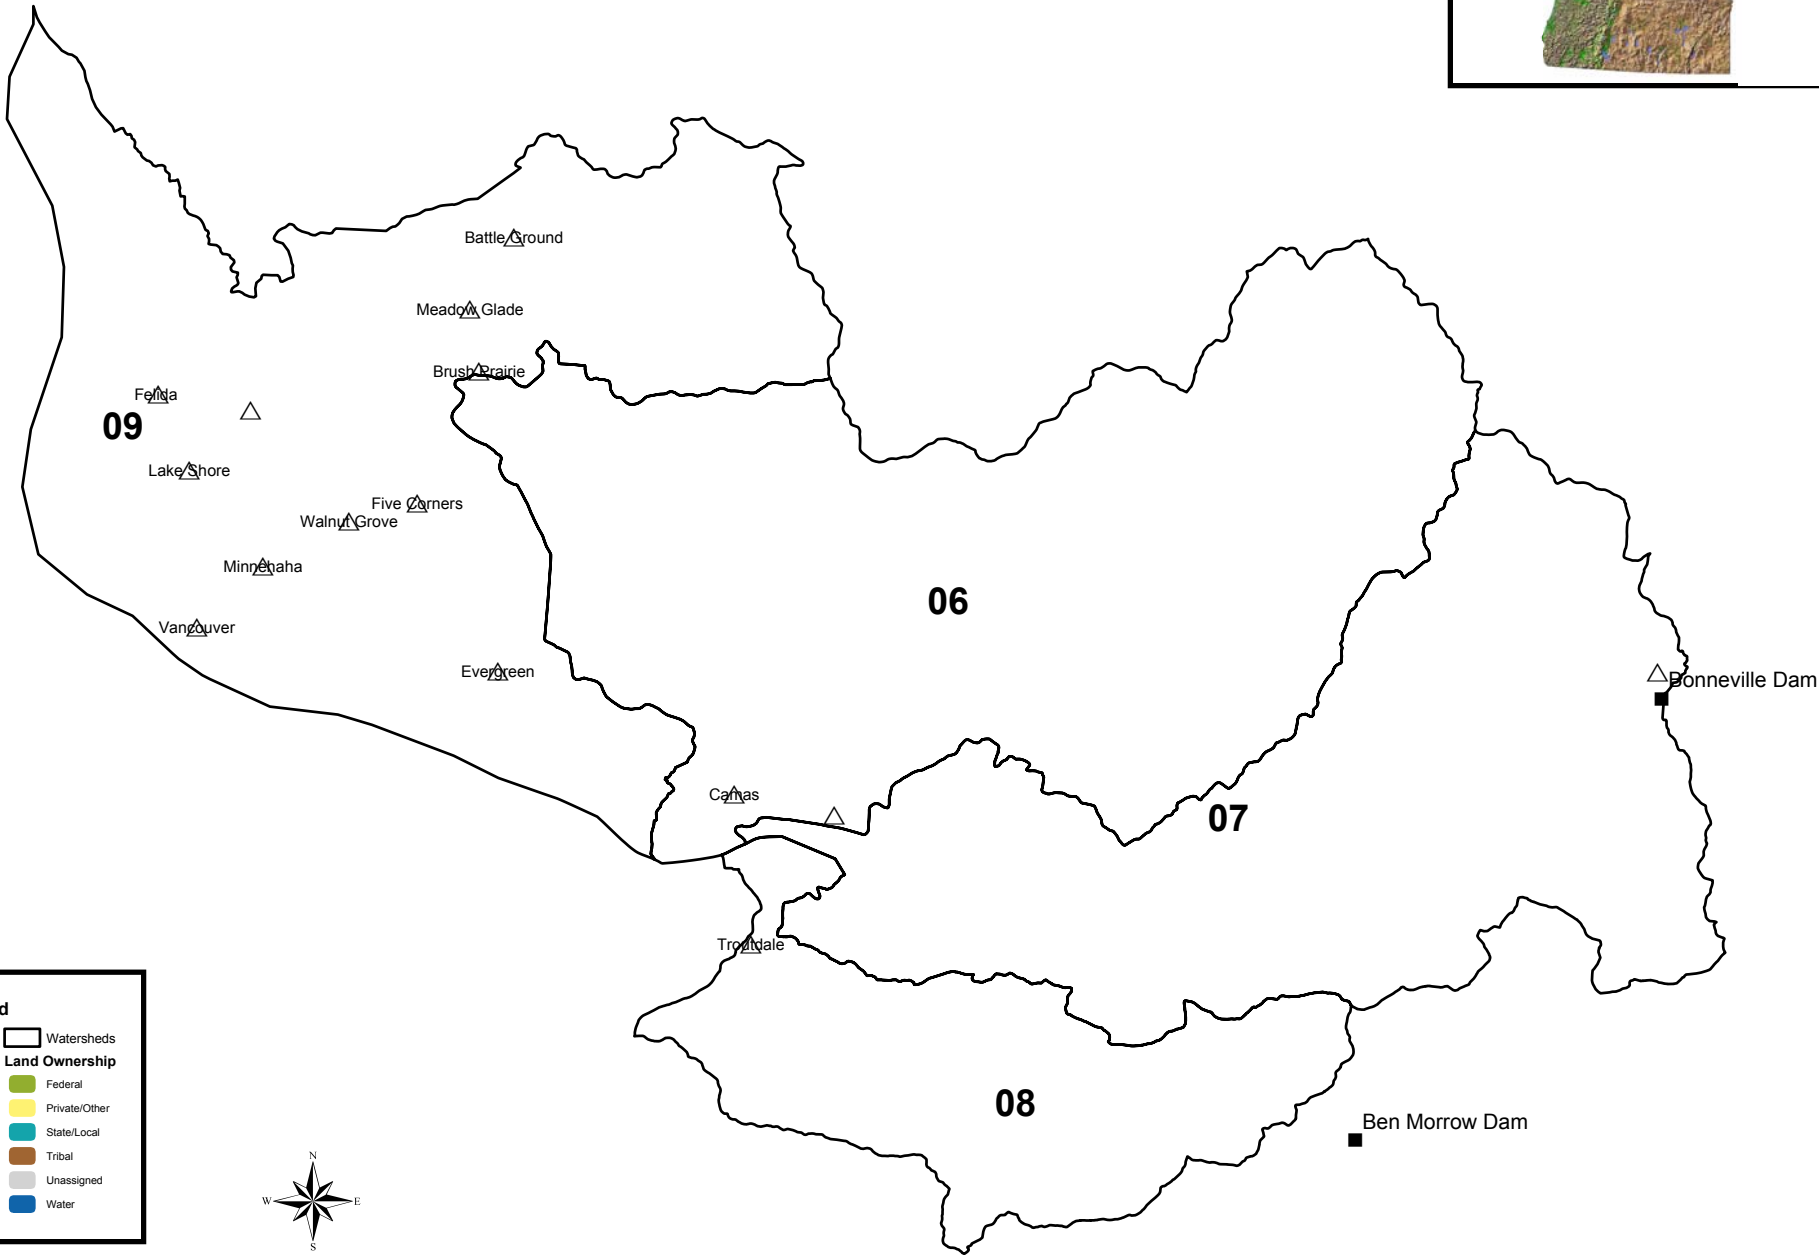 Battle Ground
Meadow Glade
Brush Prairie
Felida
09
Lake Shore
Five Corners
Walnut Grove
Minnehaha
06
Vancouver
Evergreen
Bonneville Dam
Camas
07
Troutdale
d
Watersheds
Land Ownership
Federal
Private/Other
State/Local
Tribal
Unassigned
Water
08
Ben Morrow Dam
N
W
E
S